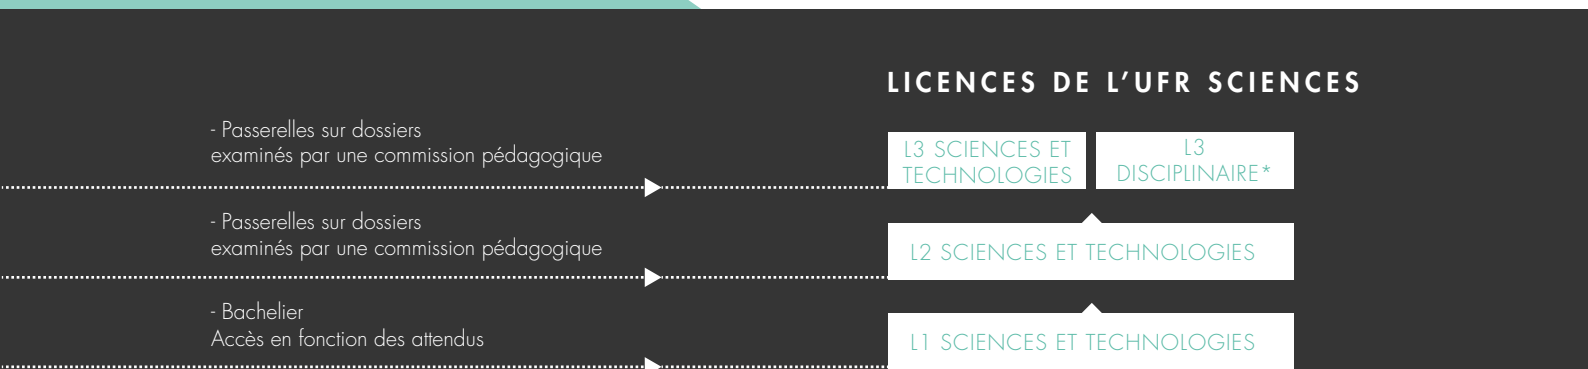 LICENCES DE L’UFR SCIENCES
- Passerelles sur dossiers
examinés par une commission pédagogique
L3 SCIENCES ET
TECHNOLOGIES
L3
DISCIPLINAIRE*
- Passerelles sur dossiers
examinés par une commission pédagogique
L2 SCIENCES ET TECHNOLOGIES
- Bachelier
Accès en fonction des attendus
L1 SCIENCES ET TECHNOLOGIES